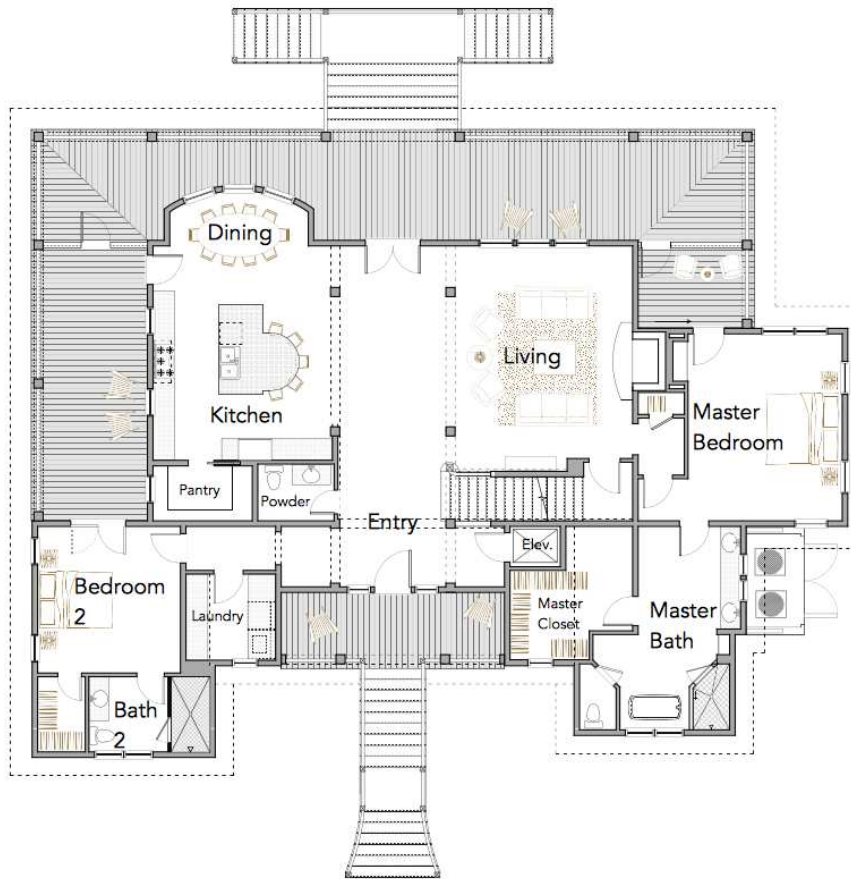 Dining
Living
Kitchen
Master
Bedroom
Pantry
Powder
Entry
Elev.
Bedroom
2
Laundry
Master
Closet
Master
Bath
Bath
2